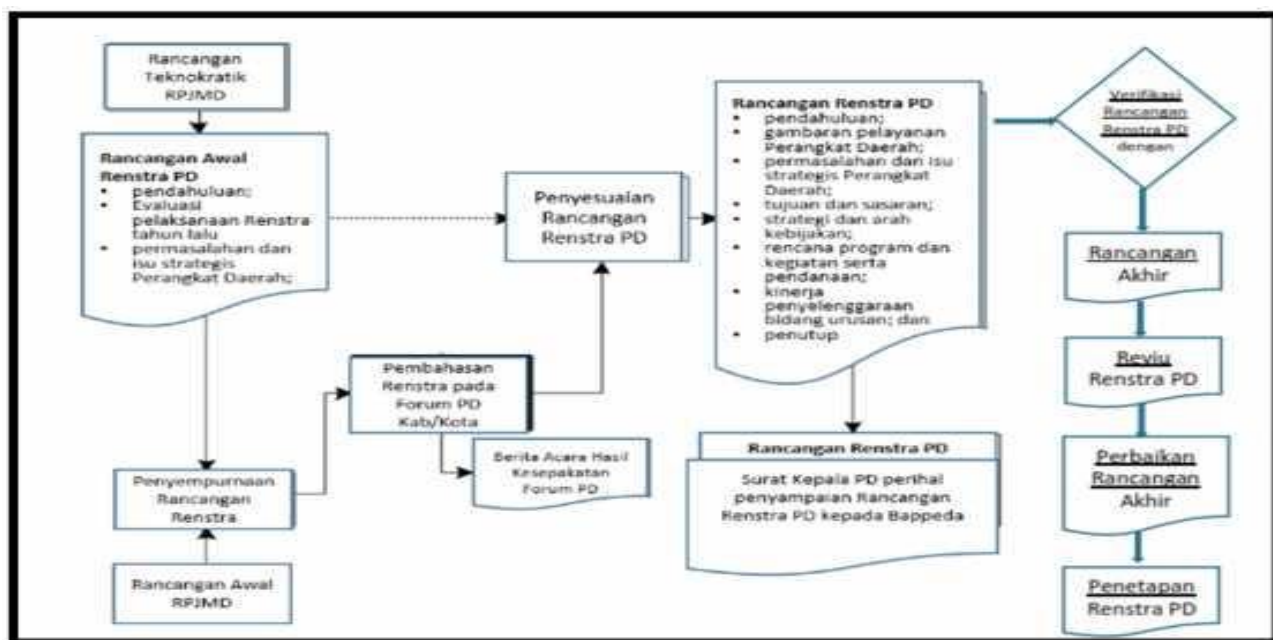 Rancangan
Teknokratik
RPJMD
Rancangan Awal
Renstra PD
• pendahuluan;
• Evaluasi
pelaksanaan Renstra
tahun lalu
• permasalahan dan
isu strategis
Perangkat Daerah;
Penyempurnaan
Rancangan
Renstra
Rancangan Awal
RPJMD
Pembahasan
Renstra pada
Forum PD
Kab/Kota
Berita Acara Hasil
Kesepakatan
Forum PD
Penyesuaian
Rancangan
Renstra PD
Rancangan Renstra PD
• pendahuluan;
• gambaran pelayanan
Perangkat Daerah;
• permasalahan dan isu
strategis Perangkat
Daerah;
• tujuan dan sasaran;
• strategi dan arah
kebijakan;
• rencana program dan
kegiatan serta
pendanaan;
• kinerja
penyelenggaraan
bidang urusan; dan
• penutup
Rancangan Renstra PD
Surat Kepala PD perihal
penyampaian Rancangan
Renstra PD kepada Bappeda
Verifikasi
Rancangan
Renstra PD
dengan
Rancangan
Akhir
Reviu
Renstra PD
Perbaikan
Rancangan
Akhir
Penetapan
Renstra PD